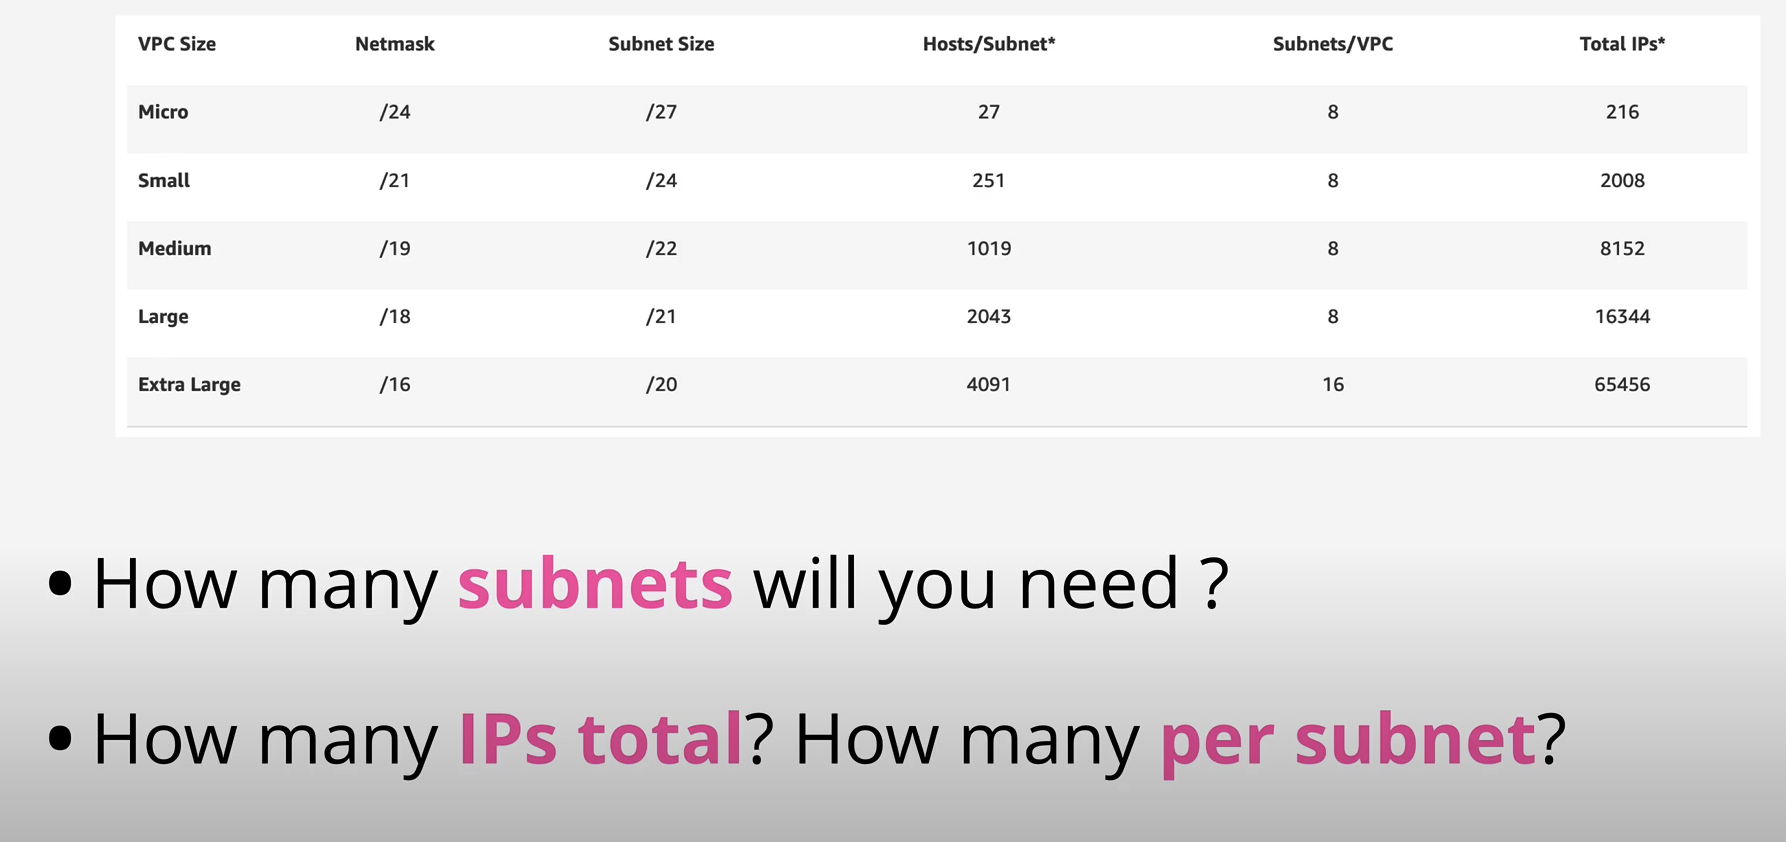 VPC Size Netmask Subnet Size Hosts/Subnet* Subnets/VPC Total IPs*
Micro /24 /27 27 8 216
Small /21 /24 251 8 2008
Medium /19 /22 1019 8 8152
Large /18 /21 2043 8 16344
Extra Large /16 /20 4091 16 65456
• How many subnets will you need ?
• How many IPs total? How many per subnet?